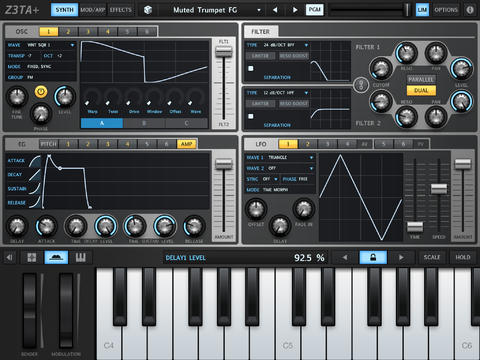 Z3TA+ SYNTH MOD/ARP EFFECTS Muted Trumpet FG PGM LIM OPTIONS
OSC 1 2 3 4 5 6
WAVE VNT SQR 1
TRANSP -7 OCT +2
MODE FIXED, SYNC
GROUP FM
FINE TUNE
PHASE
LEVEL
Warp Twist Drive Window Offset Wave
A B C
FLT1
FLT2
FILTER
TYPE 24 dB/OCT BPF
LIMITER RESO BOOST
SEPARATION
TYPE 12 dB/OCT HPF
LIMITER RESO BOOST
SEPARATION
FILTER 1
RESO PAN
CUTOFF
PARALLEL
DUAL
LEVEL
CUTOFF
LEVEL
RESO PAN
FILTER 2
EG PITCH 1 2 3 4 5 6 AMP
ATTACK
DECAY
SUSTAIN
RELEASE
DELAY ATTACK TIME DECAY LEVEL TIME SUSTAIN LEVEL RELEASE
AMOUNT
LFO 1 2 3 4 5 6 PV
WAVE 1 TRIANGLE
WAVE 2 OFF
SYNC OFF PHASE FREE
MODE TIME MORPH
OFFSET
DELAY
FADE IN
TIME
SPEED
AMOUNT
DELAY1 LEVEL 92.5 % SCALE HOLD
BENDER MODULATION
C4 C5 C6